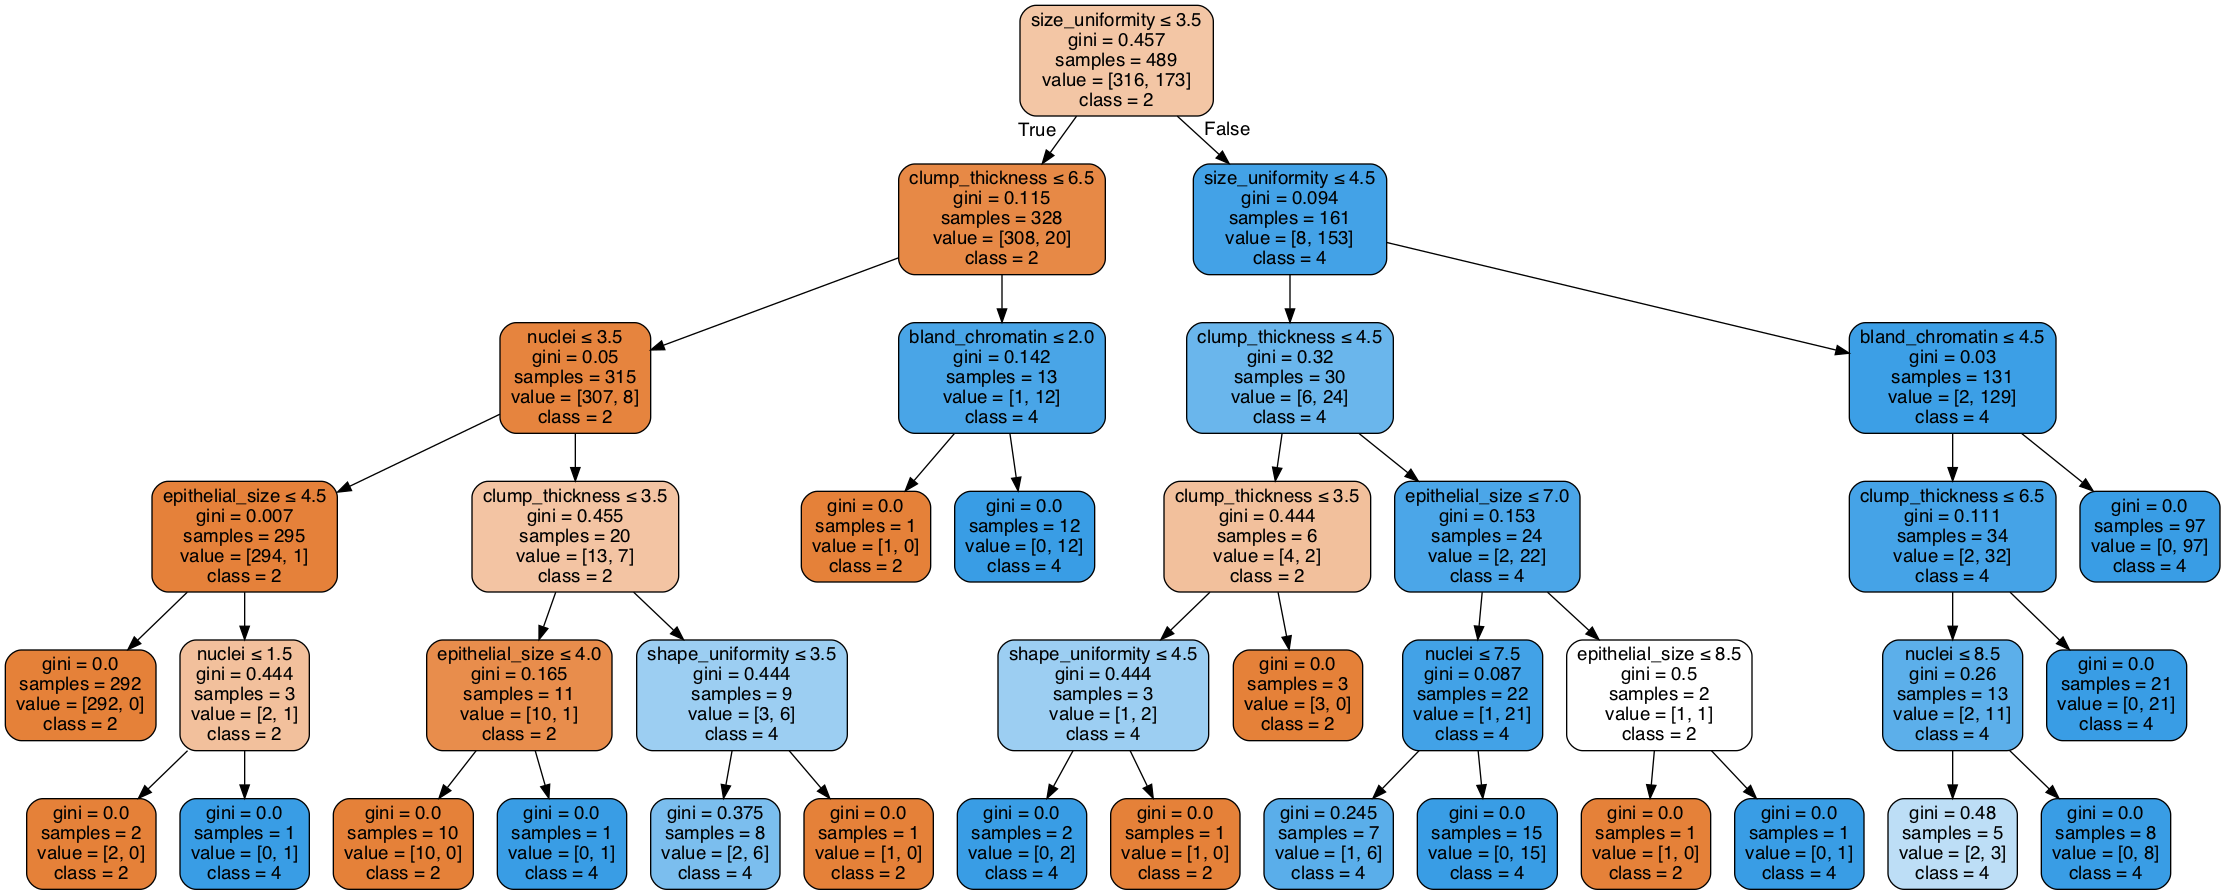 size_uniformity ≤ 3.5
gini = 0.457
samples = 489
value = [316, 173]
class = 2
True
False
clump_thickness ≤ 6.5
gini = 0.115
samples = 328
value = [308, 20]
class = 2
size_uniformity ≤ 4.5
gini = 0.094
samples = 161
value = [8, 153]
class = 4
nuclei ≤ 3.5
gini = 0.05
samples = 315
value = [307, 8]
class = 2
bland_chromatin ≤ 2.0
gini = 0.142
samples = 13
value = [1, 12]
class = 4
clump_thickness ≤ 4.5
gini = 0.32
samples = 30
value = [6, 24]
class = 4
bland_chromatin ≤ 4.5
gini = 0.03
samples = 131
value = [2, 129]
class = 4
epithelial_size ≤ 4.5
gini = 0.007
samples = 295
value = [294, 1]
class = 2
clump_thickness ≤ 3.5
gini = 0.455
samples = 20
value = [13, 7]
class = 2
gini = 0.0
samples = 1
value = [1, 0]
class = 2
gini = 0.0
samples = 12
value = [0, 12]
class = 4
clump_thickness ≤ 3.5
gini = 0.444
samples = 6
value = [4, 2]
class = 2
epithelial_size ≤ 7.0
gini = 0.153
samples = 24
value = [2, 22]
class = 4
clump_thickness ≤ 6.5
gini = 0.111
samples = 34
value = [2, 32]
class = 4
gini = 0.0
samples = 97
value = [0, 97]
class = 4
gini = 0.0
samples = 292
value = [292, 0]
class = 2
nuclei ≤ 1.5
gini = 0.444
samples = 3
value = [2, 1]
class = 2
epithelial_size ≤ 4.0
gini = 0.165
samples = 11
value = [10, 1]
class = 2
shape_uniformity ≤ 3.5
gini = 0.444
samples = 9
value = [3, 6]
class = 4
shape_uniformity ≤ 4.5
gini = 0.444
samples = 3
value = [1, 2]
class = 4
gini = 0.0
samples = 3
value = [3, 0]
class = 2
nuclei ≤ 7.5
gini = 0.087
samples = 22
value = [1, 21]
class = 4
epithelial_size ≤ 8.5
gini = 0.5
samples = 2
value = [1, 1]
class = 2
nuclei ≤ 8.5
gini = 0.26
samples = 13
value = [2, 11]
class = 4
gini = 0.0
samples = 21
value = [0, 21]
class = 4
gini = 0.0
samples = 2
value = [2, 0]
class = 2
gini = 0.0
samples = 1
value = [0, 1]
class = 4
gini = 0.0
samples = 10
value = [10, 0]
class = 2
gini = 0.0
samples = 1
value = [0, 1]
class = 4
gini = 0.375
samples = 8
value = [2, 6]
class = 4
gini = 0.0
samples = 1
value = [1, 0]
class = 2
gini = 0.0
samples = 2
value = [0, 2]
class = 4
gini = 0.0
samples = 1
value = [1, 0]
class = 2
gini = 0.245
samples = 7
value = [1, 6]
class = 4
gini = 0.0
samples = 15
value = [0, 15]
class = 4
gini = 0.0
samples = 1
value = [1, 0]
class = 2
gini = 0.0
samples = 1
value = [0, 1]
class = 4
gini = 0.48
samples = 5
value = [2, 3]
class = 4
gini = 0.0
samples = 8
value = [0, 8]
class = 4